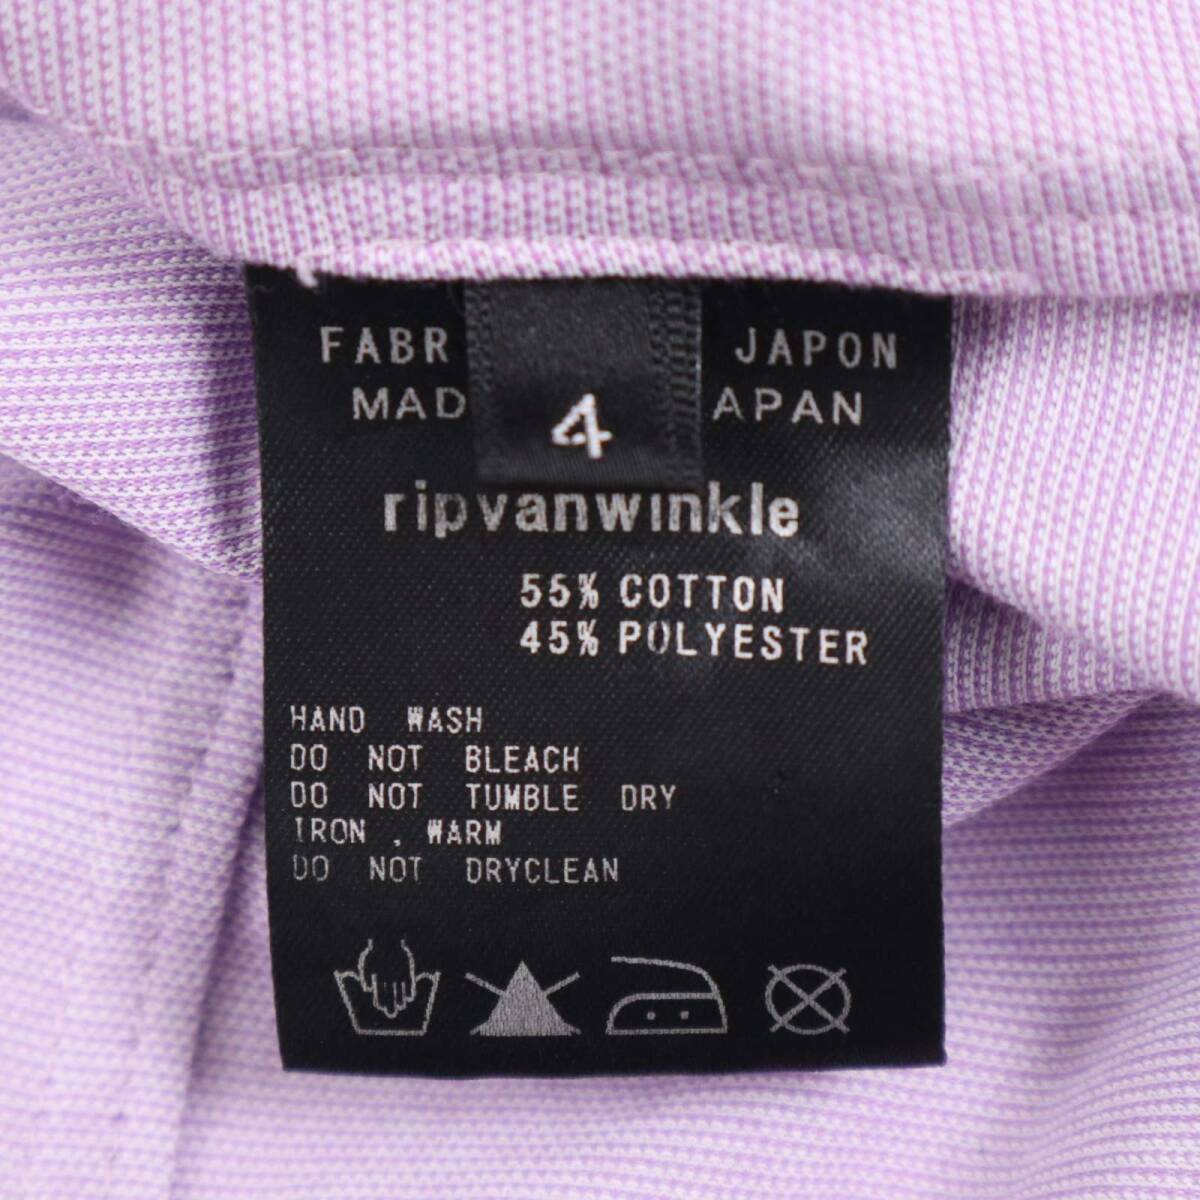 FABR JAPON
MAD APAN
4
ripvanwinkle
55% COTTON
45% POLYESTER
HAND WASH
DO NOT BLEACH
DO NOT TUMBLE DRY
IRON , WARM
DO NOT DRYCLEAN